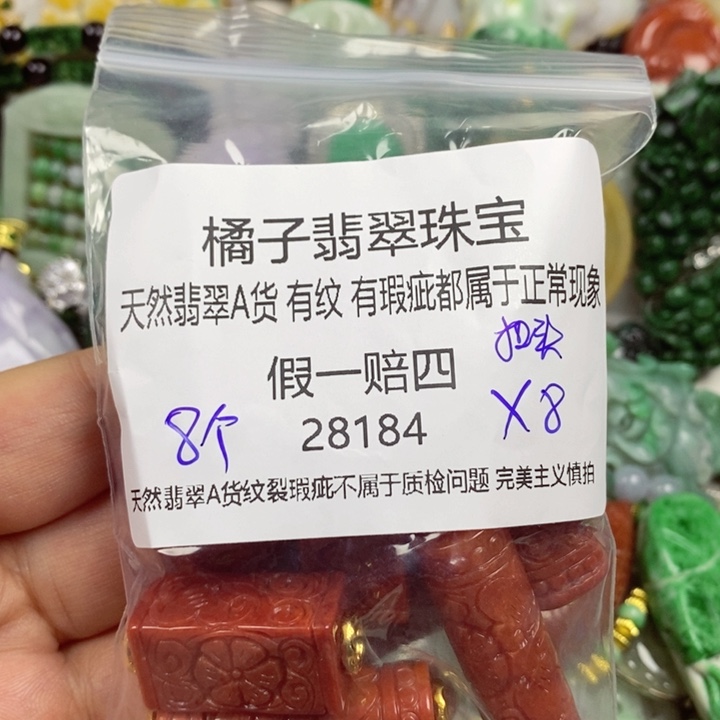 橘子翡翠珠宝
天然翡翠A货 有纹 有瑕疵都属于正常现象
扣头
假一赔四
8个 28184 X8
天然翡翠A货纹裂瑕疵不属于质检问题 完美主义慎拍